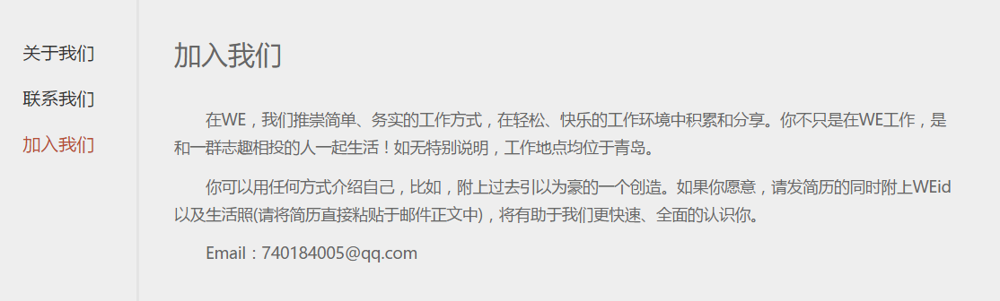 关于我们
联系我们
加入我们
加入我们
在WE，我们推崇简单、务实的工作方式，在轻松、快乐的工作环境中积累和分享。你不只是在WE工作，是
和一群志趣相投的人一起生活！如无特别说明，工作地点均位于青岛。
你可以用任何方式介绍自己，比如，附上过去引以为豪的一个创造。如果你愿意，请发简历的同时附上WEid
以及生活照(请将简历直接粘贴于邮件正文中)，将有助于我们更快速、全面的认识你。
Email：740184005@qq.com